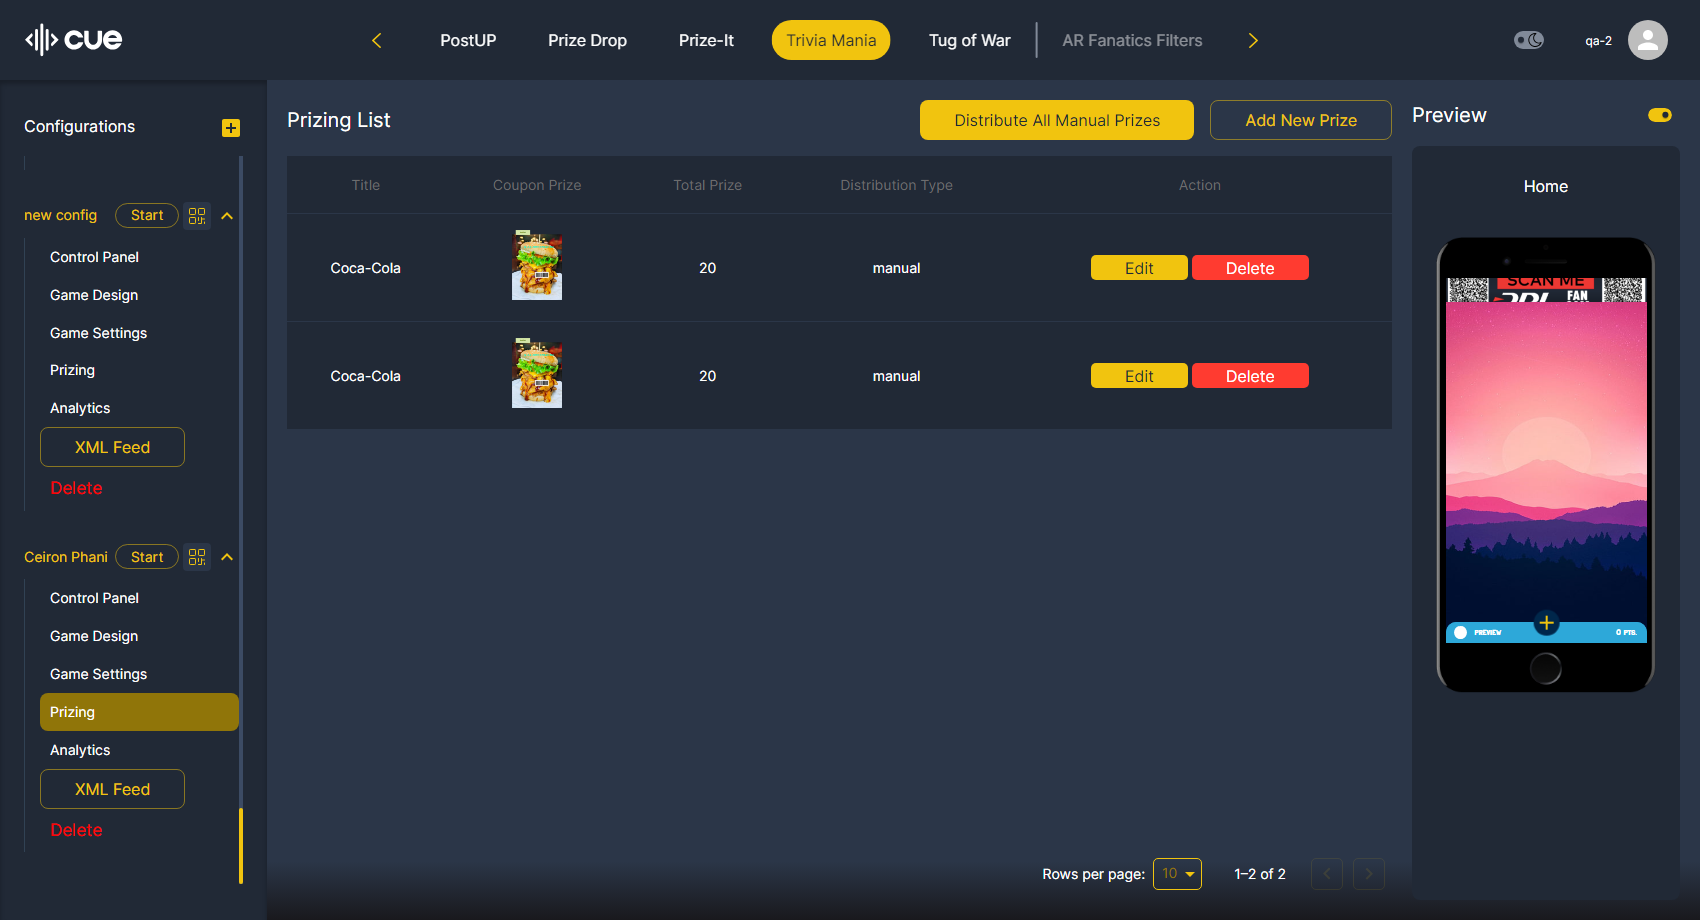 cue
PostUP
Prize Drop
Prize-It
Trivia Mania
Tug of War
AR Fanatics Filters
qa-2
Configurations
new config
Start
Control Panel
Game Design
Game Settings
Prizing
Analytics
XML Feed
Delete
Ceiron Phani
Start
Control Panel
Game Design
Game Settings
Prizing
Analytics
XML Feed
Delete
Prizing List
Distribute All Manual Prizes
Add New Prize
Title
Coupon Prize
Total Prize
Distribution Type
Action
Coca-Cola
20
manual
Edit
Delete
Coca-Cola
20
manual
Edit
Delete
Rows per page:
10
1–2 of 2
Preview
Home
SCAN ME
FAN
PREVIEW
0 PTS.